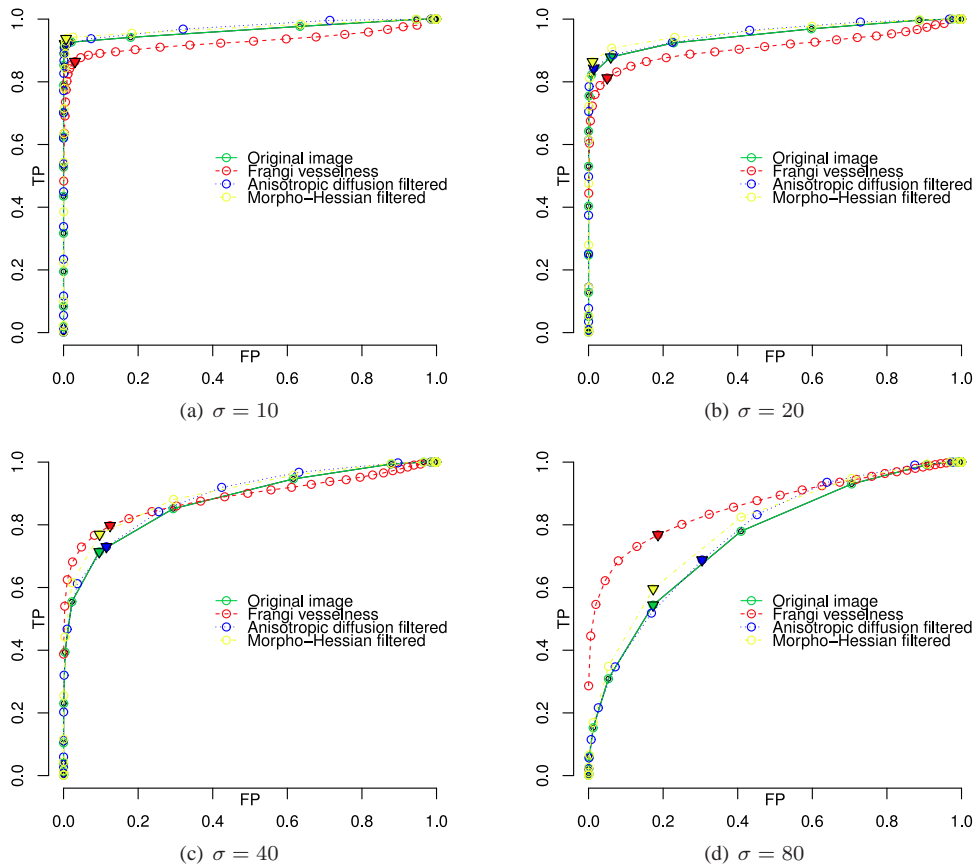 0.0 0.2 0.4 0.6 0.8 1.0
TP
Original image
Frangi vesselness
Anisotropic diffusion filtered
Morpho−Hessian filtered
FP
0.0 0.2 0.4 0.6 0.8 1.0
(a) σ = 10
0.0 0.2 0.4 0.6 0.8 1.0
TP
Original image
Frangi vesselness
Anisotropic diffusion filtered
Morpho−Hessian filtered
FP
0.0 0.2 0.4 0.6 0.8 1.0
(b) σ = 20
0.0 0.2 0.4 0.6 0.8 1.0
TP
Original image
Frangi vesselness
Anisotropic diffusion filtered
Morpho−Hessian filtered
FP
0.0 0.2 0.4 0.6 0.8 1.0
(c) σ = 40
0.0 0.2 0.4 0.6 0.8 1.0
TP
Original image
Frangi vesselness
Anisotropic diffusion filtered
Morpho−Hessian filtered
FP
0.0 0.2 0.4 0.6 0.8 1.0
(d) σ = 80